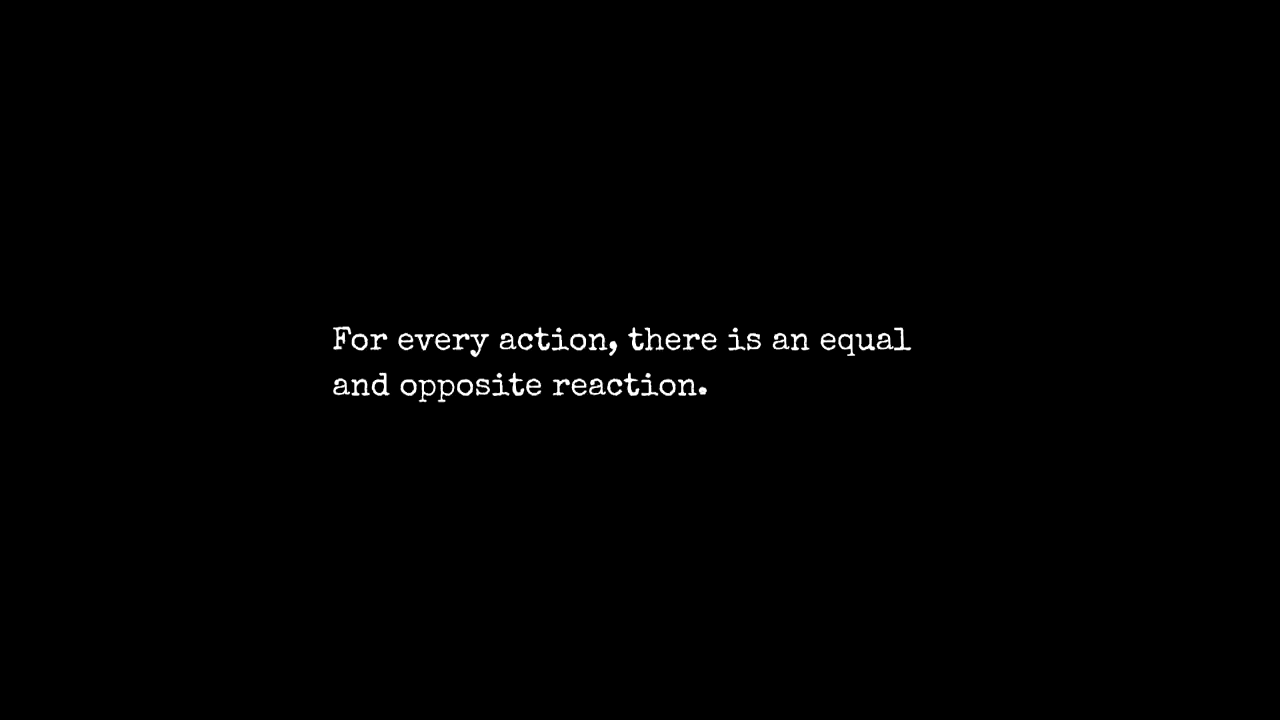 For every action, there is an equal
and opposite reaction.